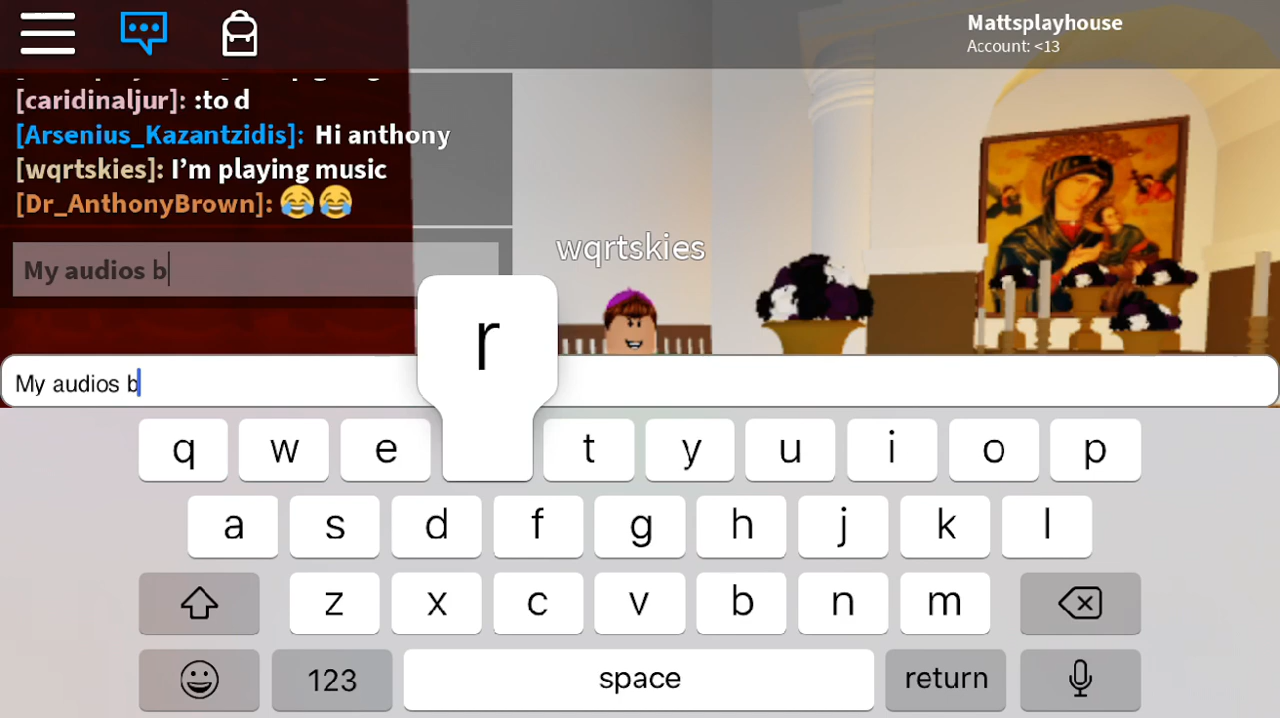 Mattsplayhouse
Account: <13
[caridinaljur]: :to d
[Arsenius_Kazantzidis]: Hi anthony
[wqrtskies]: I'm playing music
[Dr_AnthonyBrown]: 😂😂
My audios b
wqrtskies
r
My audios b
q w e t y u i o p
a s d f g h j k l
z x c v b n m
123 space return